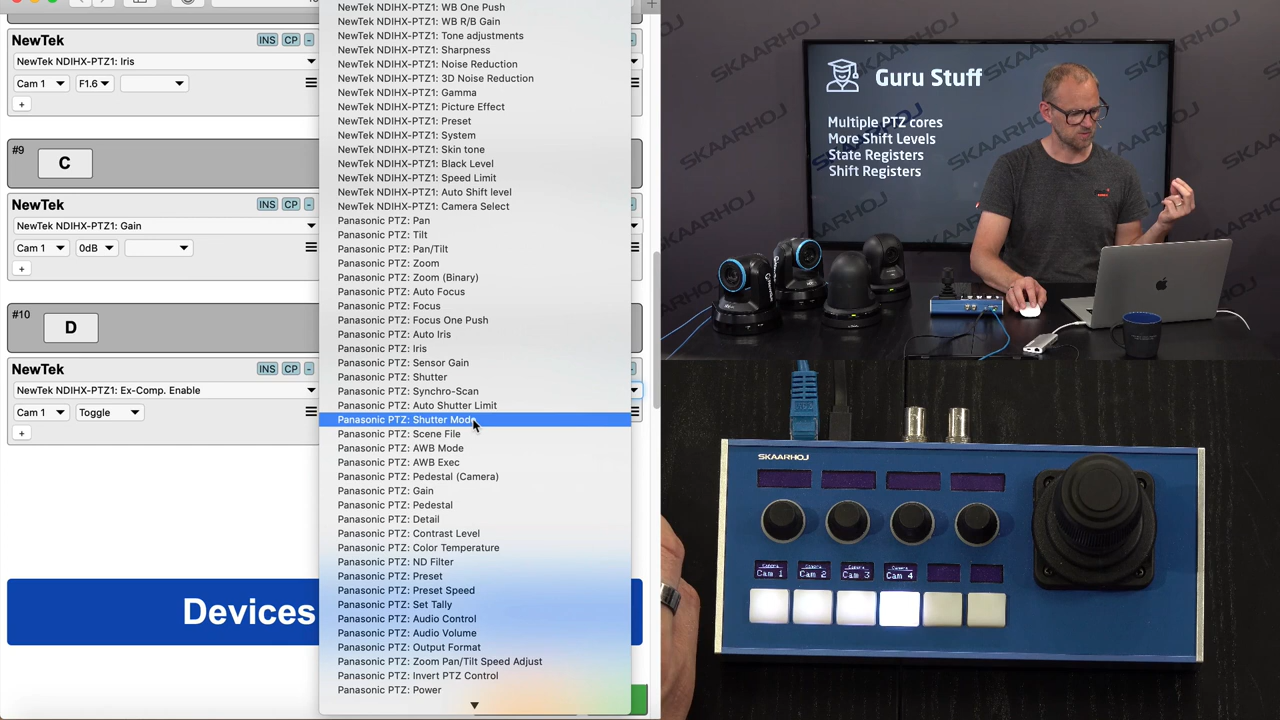 NewTek
INS
CP
-
NewTek NDIHX-PTZ1: Iris
Cam 1
F1.6
+
#9
C
NewTek
INS
CP
-
NewTek NDIHX-PTZ1: Gain
Cam 1
0dB
+
#10
D
NewTek
INS
CP
-
NewTek NDIHX-PTZ1: Ex-Comp. Enable
Cam 1
Toggle
+
Devices
NewTek NDIHX-PTZ1: WB One Push
NewTek NDIHX-PTZ1: WB R/B Gain
NewTek NDIHX-PTZ1: Tone adjustments
NewTek NDIHX-PTZ1: Sharpness
NewTek NDIHX-PTZ1: Noise Reduction
NewTek NDIHX-PTZ1: 3D Noise Reduction
NewTek NDIHX-PTZ1: Gamma
NewTek NDIHX-PTZ1: Picture Effect
NewTek NDIHX-PTZ1: Preset
NewTek NDIHX-PTZ1: System
NewTek NDIHX-PTZ1: Skin tone
NewTek NDIHX-PTZ1: Black Level
NewTek NDIHX-PTZ1: Speed Limit
NewTek NDIHX-PTZ1: Auto Shift level
NewTek NDIHX-PTZ1: Camera Select
Panasonic PTZ: Pan
Panasonic PTZ: Tilt
Panasonic PTZ: Pan/Tilt
Panasonic PTZ: Zoom
Panasonic PTZ: Zoom (Binary)
Panasonic PTZ: Auto Focus
Panasonic PTZ: Focus
Panasonic PTZ: Focus One Push
Panasonic PTZ: Auto Iris
Panasonic PTZ: Iris
Panasonic PTZ: Sensor Gain
Panasonic PTZ: Shutter
Panasonic PTZ: Synchro-Scan
Panasonic PTZ: Auto Shutter Limit
Panasonic PTZ: Shutter Mode
Panasonic PTZ: Scene File
Panasonic PTZ: AWB Mode
Panasonic PTZ: AWB Exec
Panasonic PTZ: Pedestal (Camera)
Panasonic PTZ: Gain
Panasonic PTZ: Pedestal
Panasonic PTZ: Detail
Panasonic PTZ: Contrast Level
Panasonic PTZ: Color Temperature
Panasonic PTZ: ND Filter
Panasonic PTZ: Preset
Panasonic PTZ: Preset Speed
Panasonic PTZ: Set Tally
Panasonic PTZ: Audio Control
Panasonic PTZ: Audio Volume
Panasonic PTZ: Output Format
Panasonic PTZ: Zoom Pan/Tilt Speed Adjust
Panasonic PTZ: Invert PTZ Control
Panasonic PTZ: Power
Guru Stuff
Multiple PTZ cores
More Shift Levels
State Registers
Shift Registers
SKAARHOJ
SKAARHOJ
SKAARHOJ
Cam 1
Cam 2
Cam 3
Cam 4